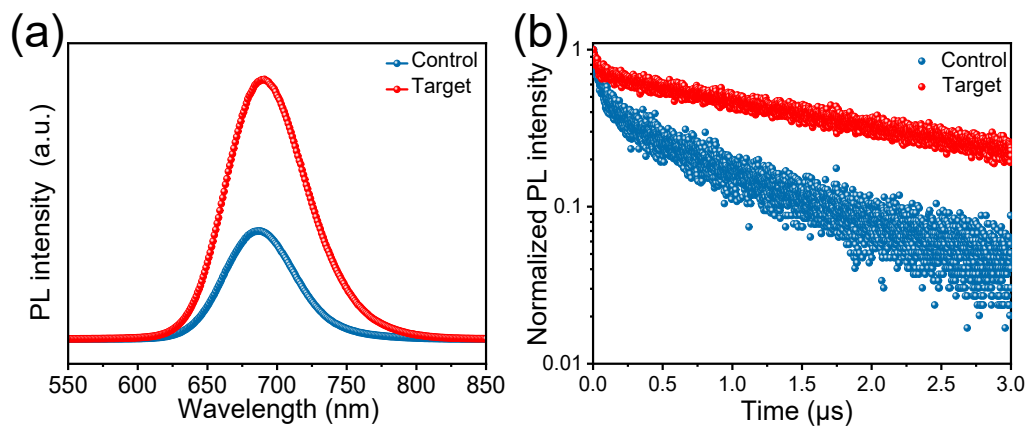 (a)
Control
Target
PL intensity (a.u.)
550 600 650 700 750 800 850
Wavelength (nm)
(b)
Control
Target
Normalized PL intensity
1
0.1
0.01
0.0 0.5 1.0 1.5 2.0 2.5 3.0
Time (μs)